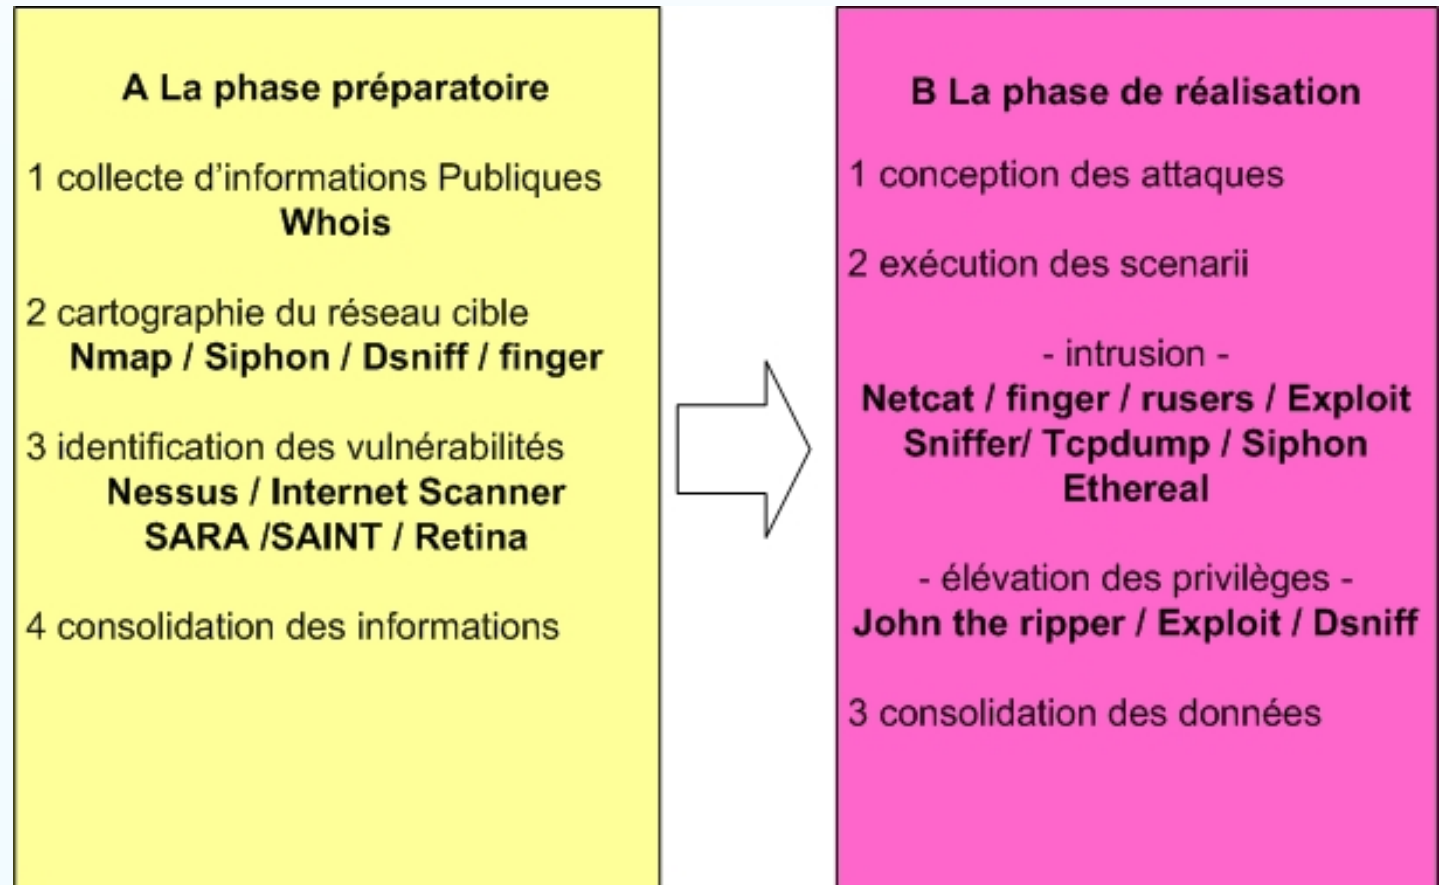 A La phase préparatoire
1 collecte d'informations Publiques
Whois
2 cartographie du réseau cible
Nmap / Siphon / Dsniff / finger
3 identification des vulnérabilités
Nessus / Internet Scanner
SARA /SAINT / Retina
4 consolidation des informations
B La phase de réalisation
1 conception des attaques
2 exécution des scenarii
- intrusion -
Netcat / finger / rusers / Exploit
Sniffer/ Tcpdump / Siphon
Ethereal
- élévation des privilèges -
John the ripper / Exploit / Dsniff
3 consolidation des données